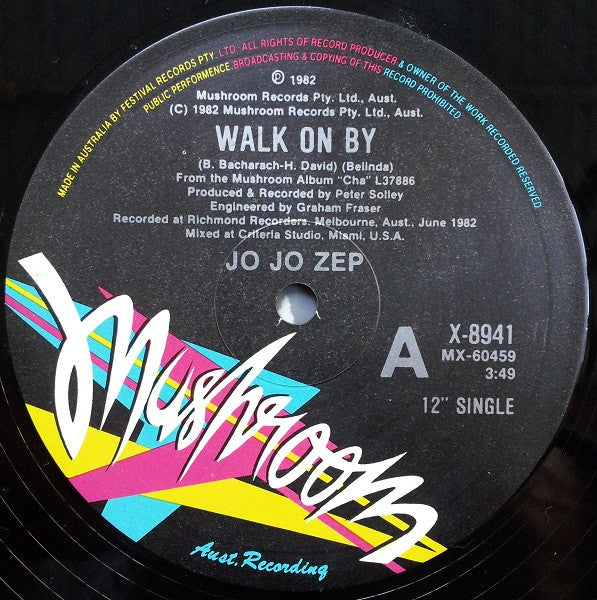 MADE IN AUSTRALIA BY FESTIVAL RECORDS PTY. LTD. ALL RIGHTS OF RECORD PRODUCER & OWNER OF THE WORK RECORDED RESERVED
PUBLIC PERFORMENCE. BROADCASTING & COPYING OF THIS RECORD PROHIBITED.
℗ 1982
Mushroom Records Pty. Ltd., Aust.
(C) 1982 Mushroom Records Pty. Ltd., Aust.
WALK ON BY
(B. Bacharach-H. David) (Belinda)
From the Mushroom Album "Cha" L37886
Produced & Recorded by Peter Solley
Engineered by Graham Fraser
Recorded at Richmond Recorders. Melbourne, Aust., June 1982
Mixed at Criteria Studio, Miami, U.S.A.
JO JO ZEP
A
X-8941
MX-60459
3:49
12" SINGLE
Mushroom
Aust. Recording